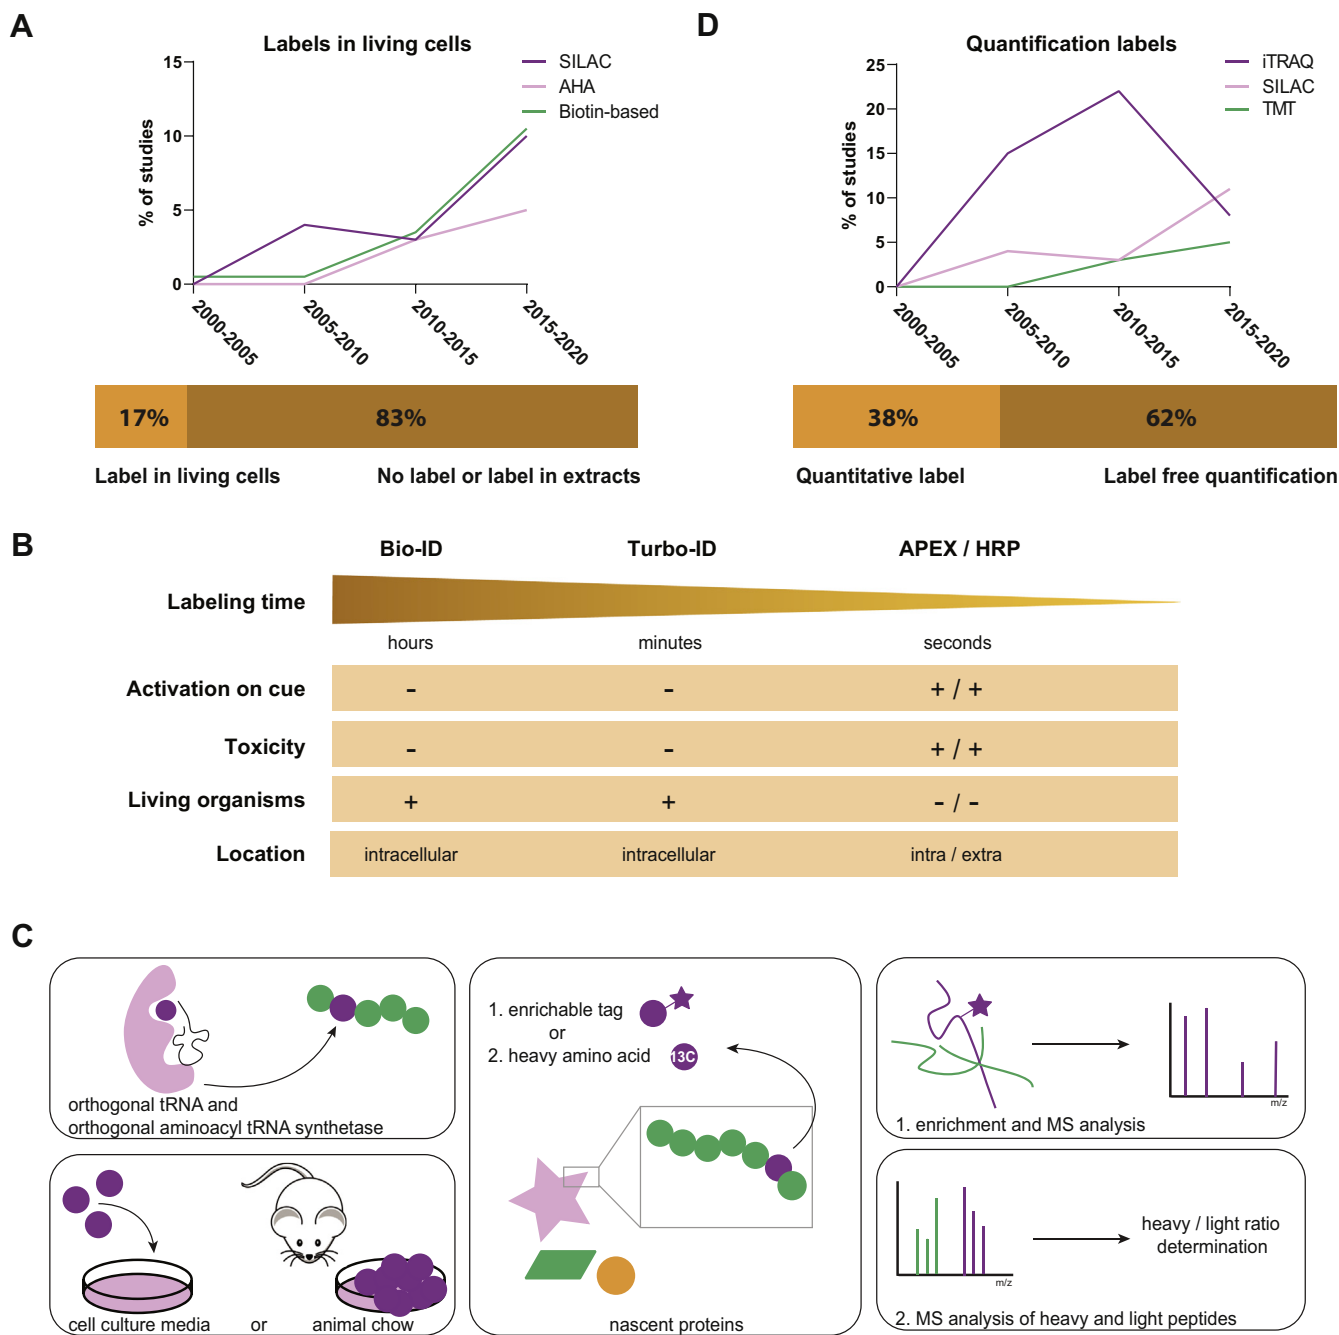 A
Labels in living cells
SILAC
AHA
Biotin-based
% of studies
15
10
5
0
2000-2005
2005-2010
2010-2015
2015-2020
17%
83%
Label in living cells
No label or label in extracts
D
Quantification labels
iTRAQ
SILAC
TMT
% of studies
25
20
15
10
5
0
2000-2005
2005-2010
2010-2015
2015-2020
38%
62%
Quantitative label
Label free quantification
B
Bio-ID Turbo-ID APEX / HRP
Labeling time
hours minutes seconds
Activation on cue - - + / +
Toxicity - - + / +
Living organisms + + - / -
Location intracellular intracellular intra / extra
C
orthogonal tRNA and
orthogonal aminoacyl tRNA synthetase
cell culture media or animal chow
1. enrichable tag
or
2. heavy amino acid
13C
nascent proteins
m/z
1. enrichment and MS analysis
heavy / light ratio
determination
m/z
2. MS analysis of heavy and light peptides